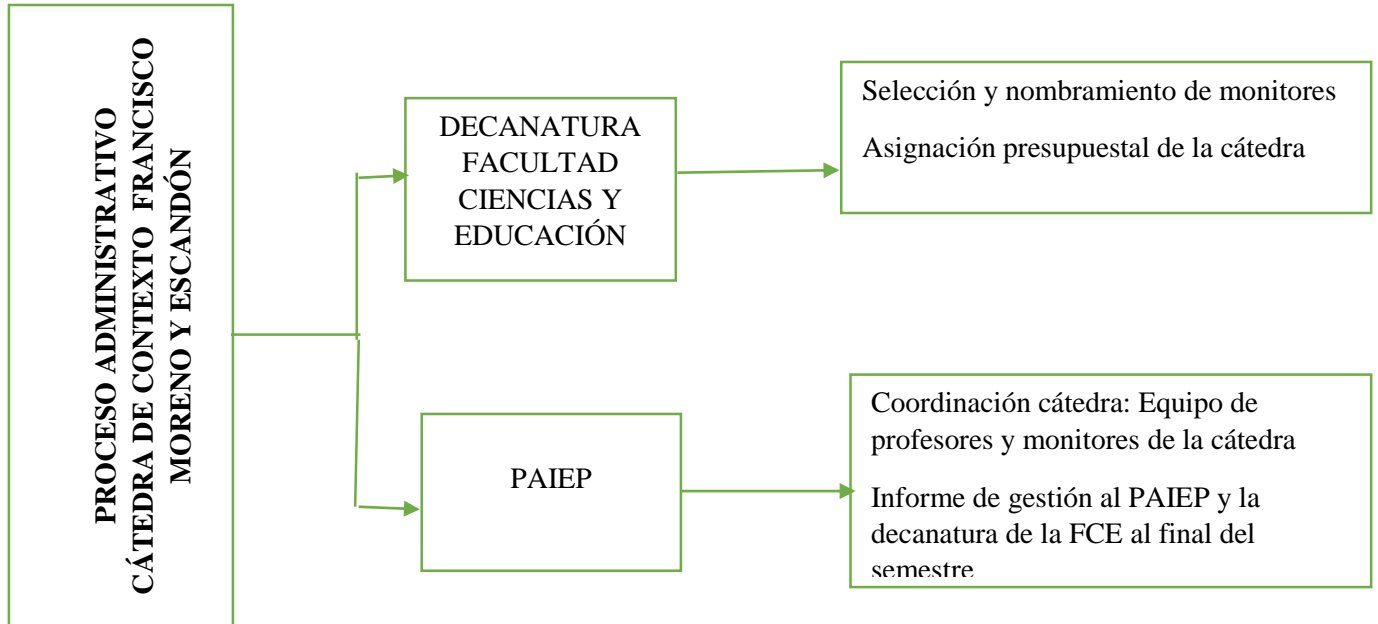 PROCESO ADMINISTRATIVO
CÁTEDRA DE CONTEXTO FRANCISCO
MORENO Y ESCANDÓN
DECANATURA
FACULTAD
CIENCIAS Y
EDUCACIÓN
Selección y nombramiento de monitores
Asignación presupuestal de la cátedra
PAIEP
Coordinación cátedra: Equipo de
profesores y monitores de la cátedra
Informe de gestión al PAIEP y la
decanatura de la FCE al final del
semestre